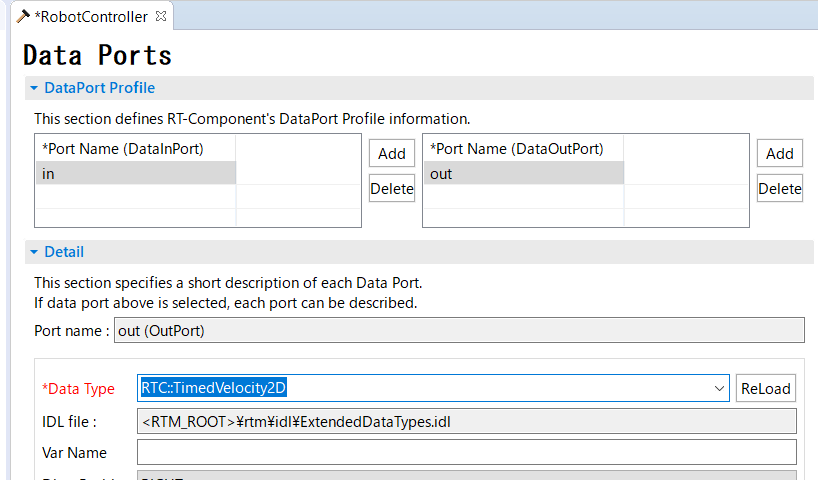 *RobotController
Data Ports
DataPort Profile
This section defines RT-Component's DataPort Profile information.
*Port Name (DataInPort)
in
Add
Delete
*Port Name (DataOutPort)
out
Add
Delete
Detail
This section specifies a short description of each Data Port.
If data port above is selected, each port can be described.
Port name : out (OutPort)
*Data Type RTC::TimedVelocity2D ReLoad
IDL file : <RTM_ROOT>¥rtm¥idl¥ExtendedDataTypes.idl
Var Name